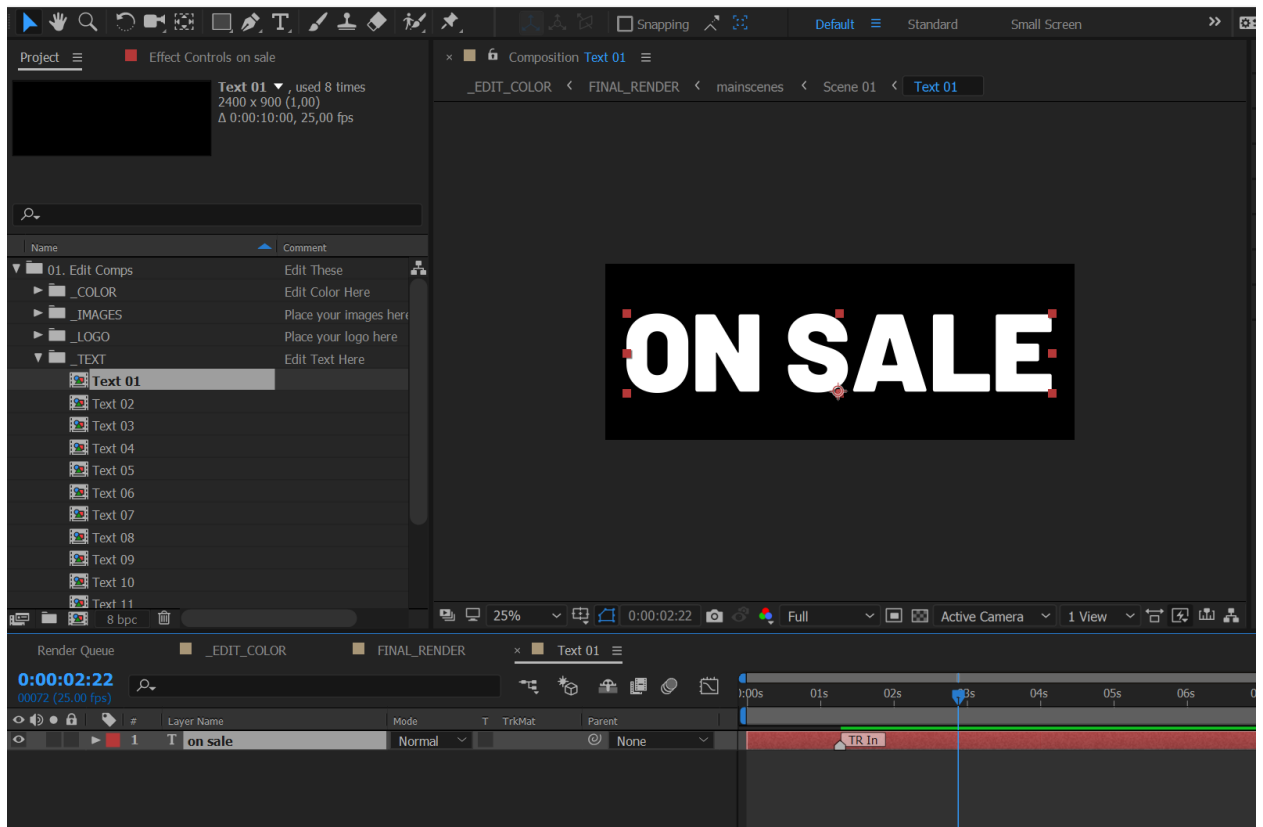 Snapping
Default
Standard
Small Screen
Project
Effect Controls on sale
Composition Text 01
Text 01 , used 8 times
2400 x 900 (1,00)
Δ 0:00:10:00, 25,00 fps
_EDIT_COLOR
FINAL_RENDER
mainscenes
Scene 01
Text 01
Name
Comment
01. Edit Comps
Edit These
_COLOR
Edit Color Here
_IMAGES
Place your images here
_LOGO
Place your logo here
_TEXT
Edit Text Here
Text 01
Text 02
Text 03
Text 04
Text 05
Text 06
Text 07
Text 08
Text 09
Text 10
Text 11
ON SALE
8 bpc
25%
0:00:02:22
Full
Active Camera
1 View
Render Queue
_EDIT_COLOR
FINAL_RENDER
Text 01
0:00:02:22
00072 (25.00 fps)
):00s
01s
02s
03s
04s
05s
06s
#
Layer Name
Mode
T
TrkMat
Parent
1
T
on sale
Normal
None
TR In